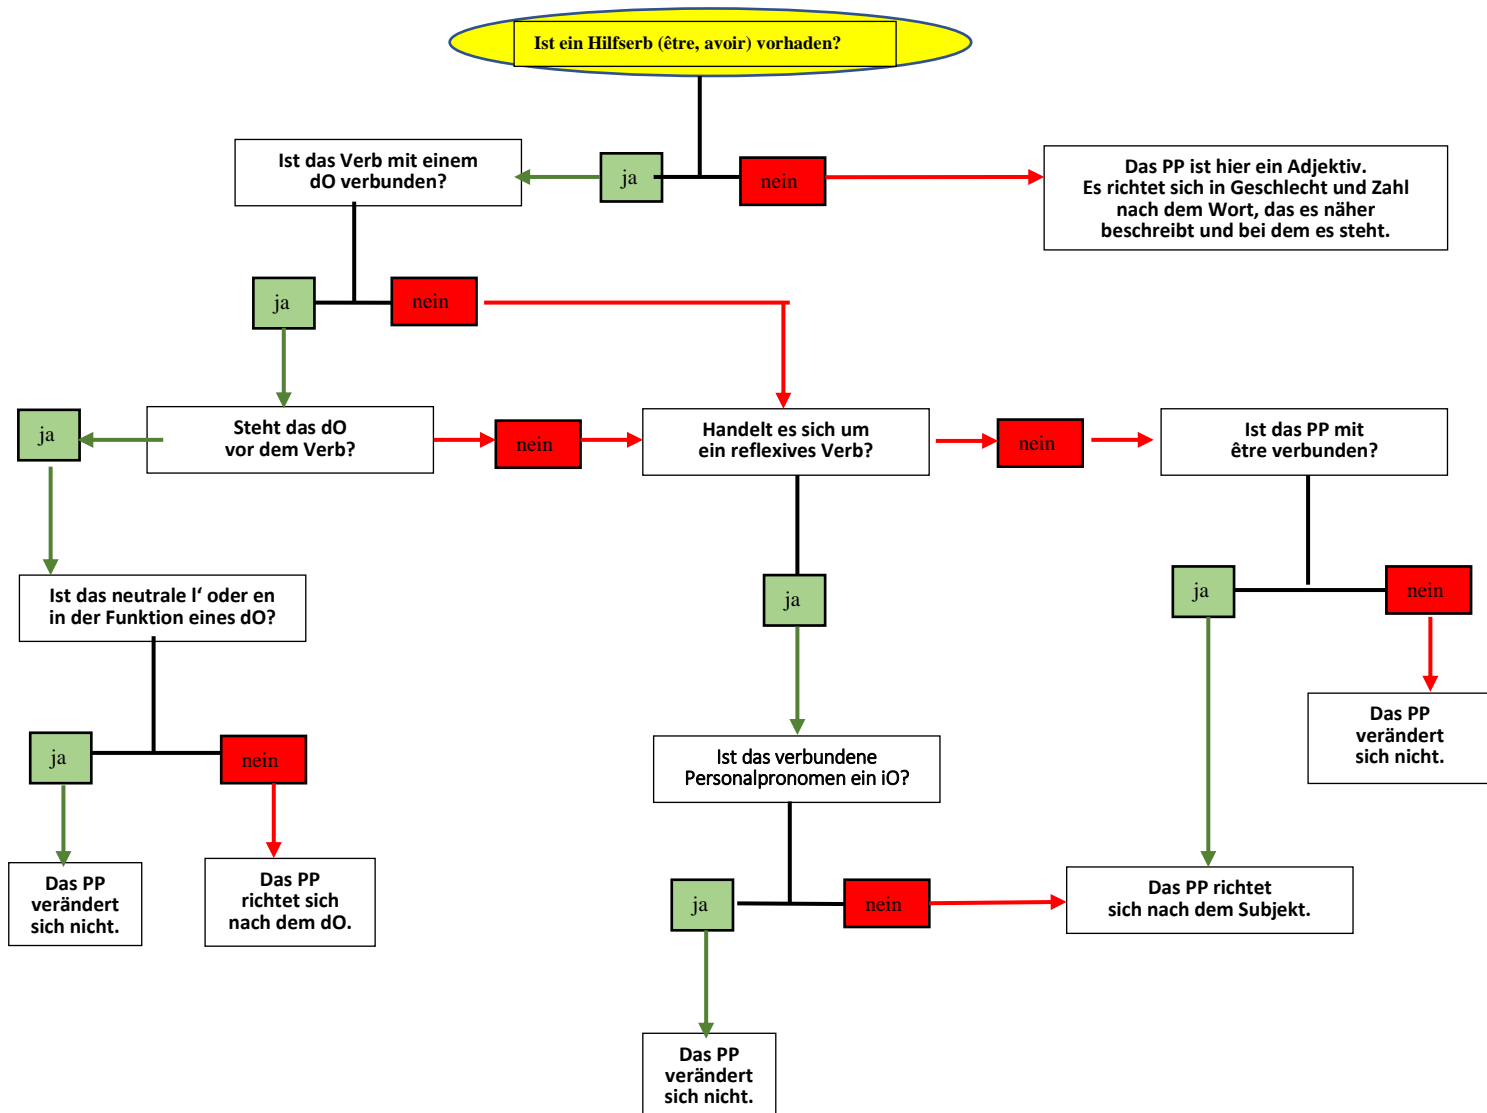 Ist ein Hilfserb (être, avoir) vorhaden?
Ist das Verb mit einem
dO verbunden?
ja
nein
Das PP ist hier ein Adjektiv.
Es richtet sich in Geschlecht und Zahl
nach dem Wort, das es näher
beschreibt und bei dem es steht.
ja
nein
ja
Steht das dO
vor dem Verb?
nein
Handelt es sich um
ein reflexives Verb?
nein
Ist das PP mit
être verbunden?
Ist das neutrale l‘ oder en
in der Funktion eines dO?
ja
ja
nein
ja
nein
Ist das verbundene
Personalpronomen ein iO?
Das PP
verändert
sich nicht.
Das PP
verändert
sich nicht.
Das PP
richtet sich
nach dem dO.
ja
nein
Das PP richtet
sich nach dem Subjekt.
Das PP
verändert
sich nicht.